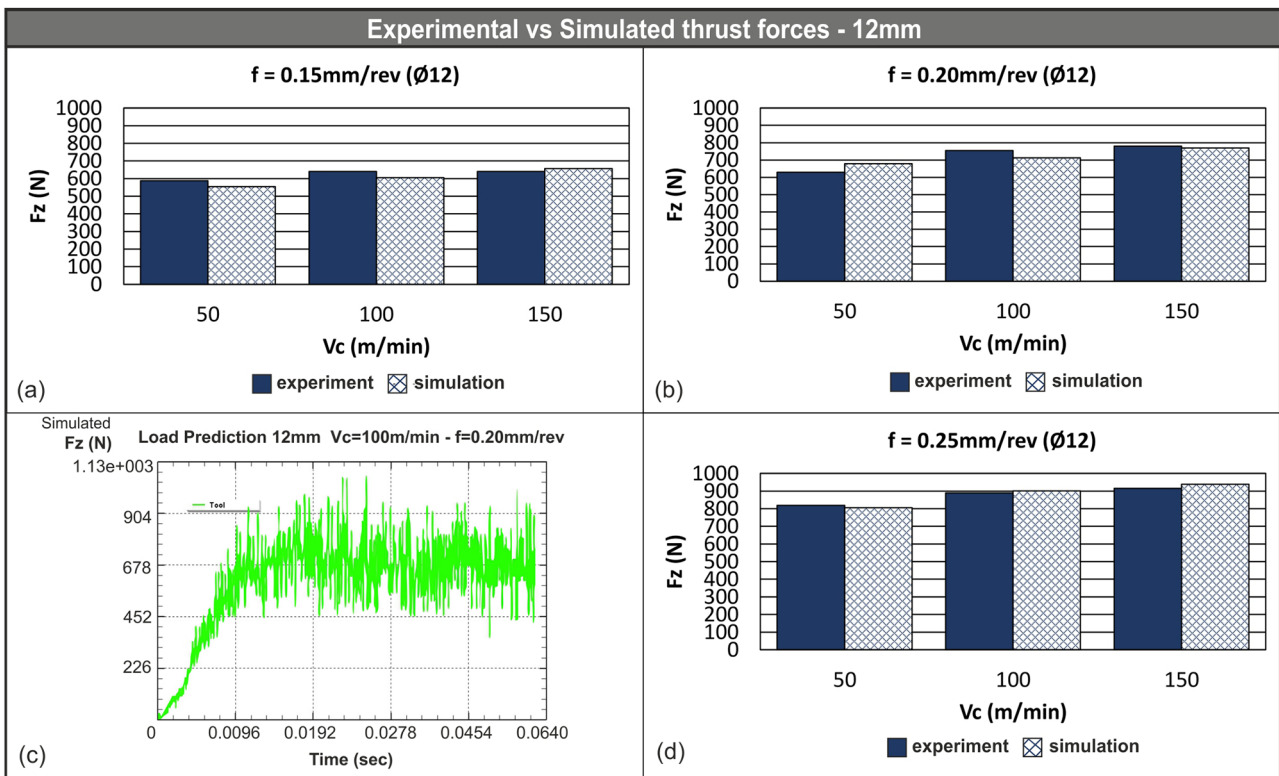 Experimental vs Simulated thrust forces - 12mm
f = 0.15mm/rev (Ø12)
1000
900
800
700
600
500
400
300
200
100
0
Fz (N)
50 100 150
Vc (m/min)
experiment simulation
(a)
f = 0.20mm/rev (Ø12)
1000
900
800
700
600
500
400
300
200
100
0
Fz (N)
50 100 150
Vc (m/min)
experiment simulation
(b)
Simulated
Fz (N)
Load Prediction 12mm Vc=100m/min - f=0.20mm/rev
1.13e+003
904
678
452
226
0
Tool
0.0096 0.0192 0.0278 0.0454 0.0640
Time (sec)
(c)
f = 0.25mm/rev (Ø12)
1000
900
800
700
600
500
400
300
200
100
0
Fz (N)
50 100 150
Vc (m/min)
experiment simulation
(d)